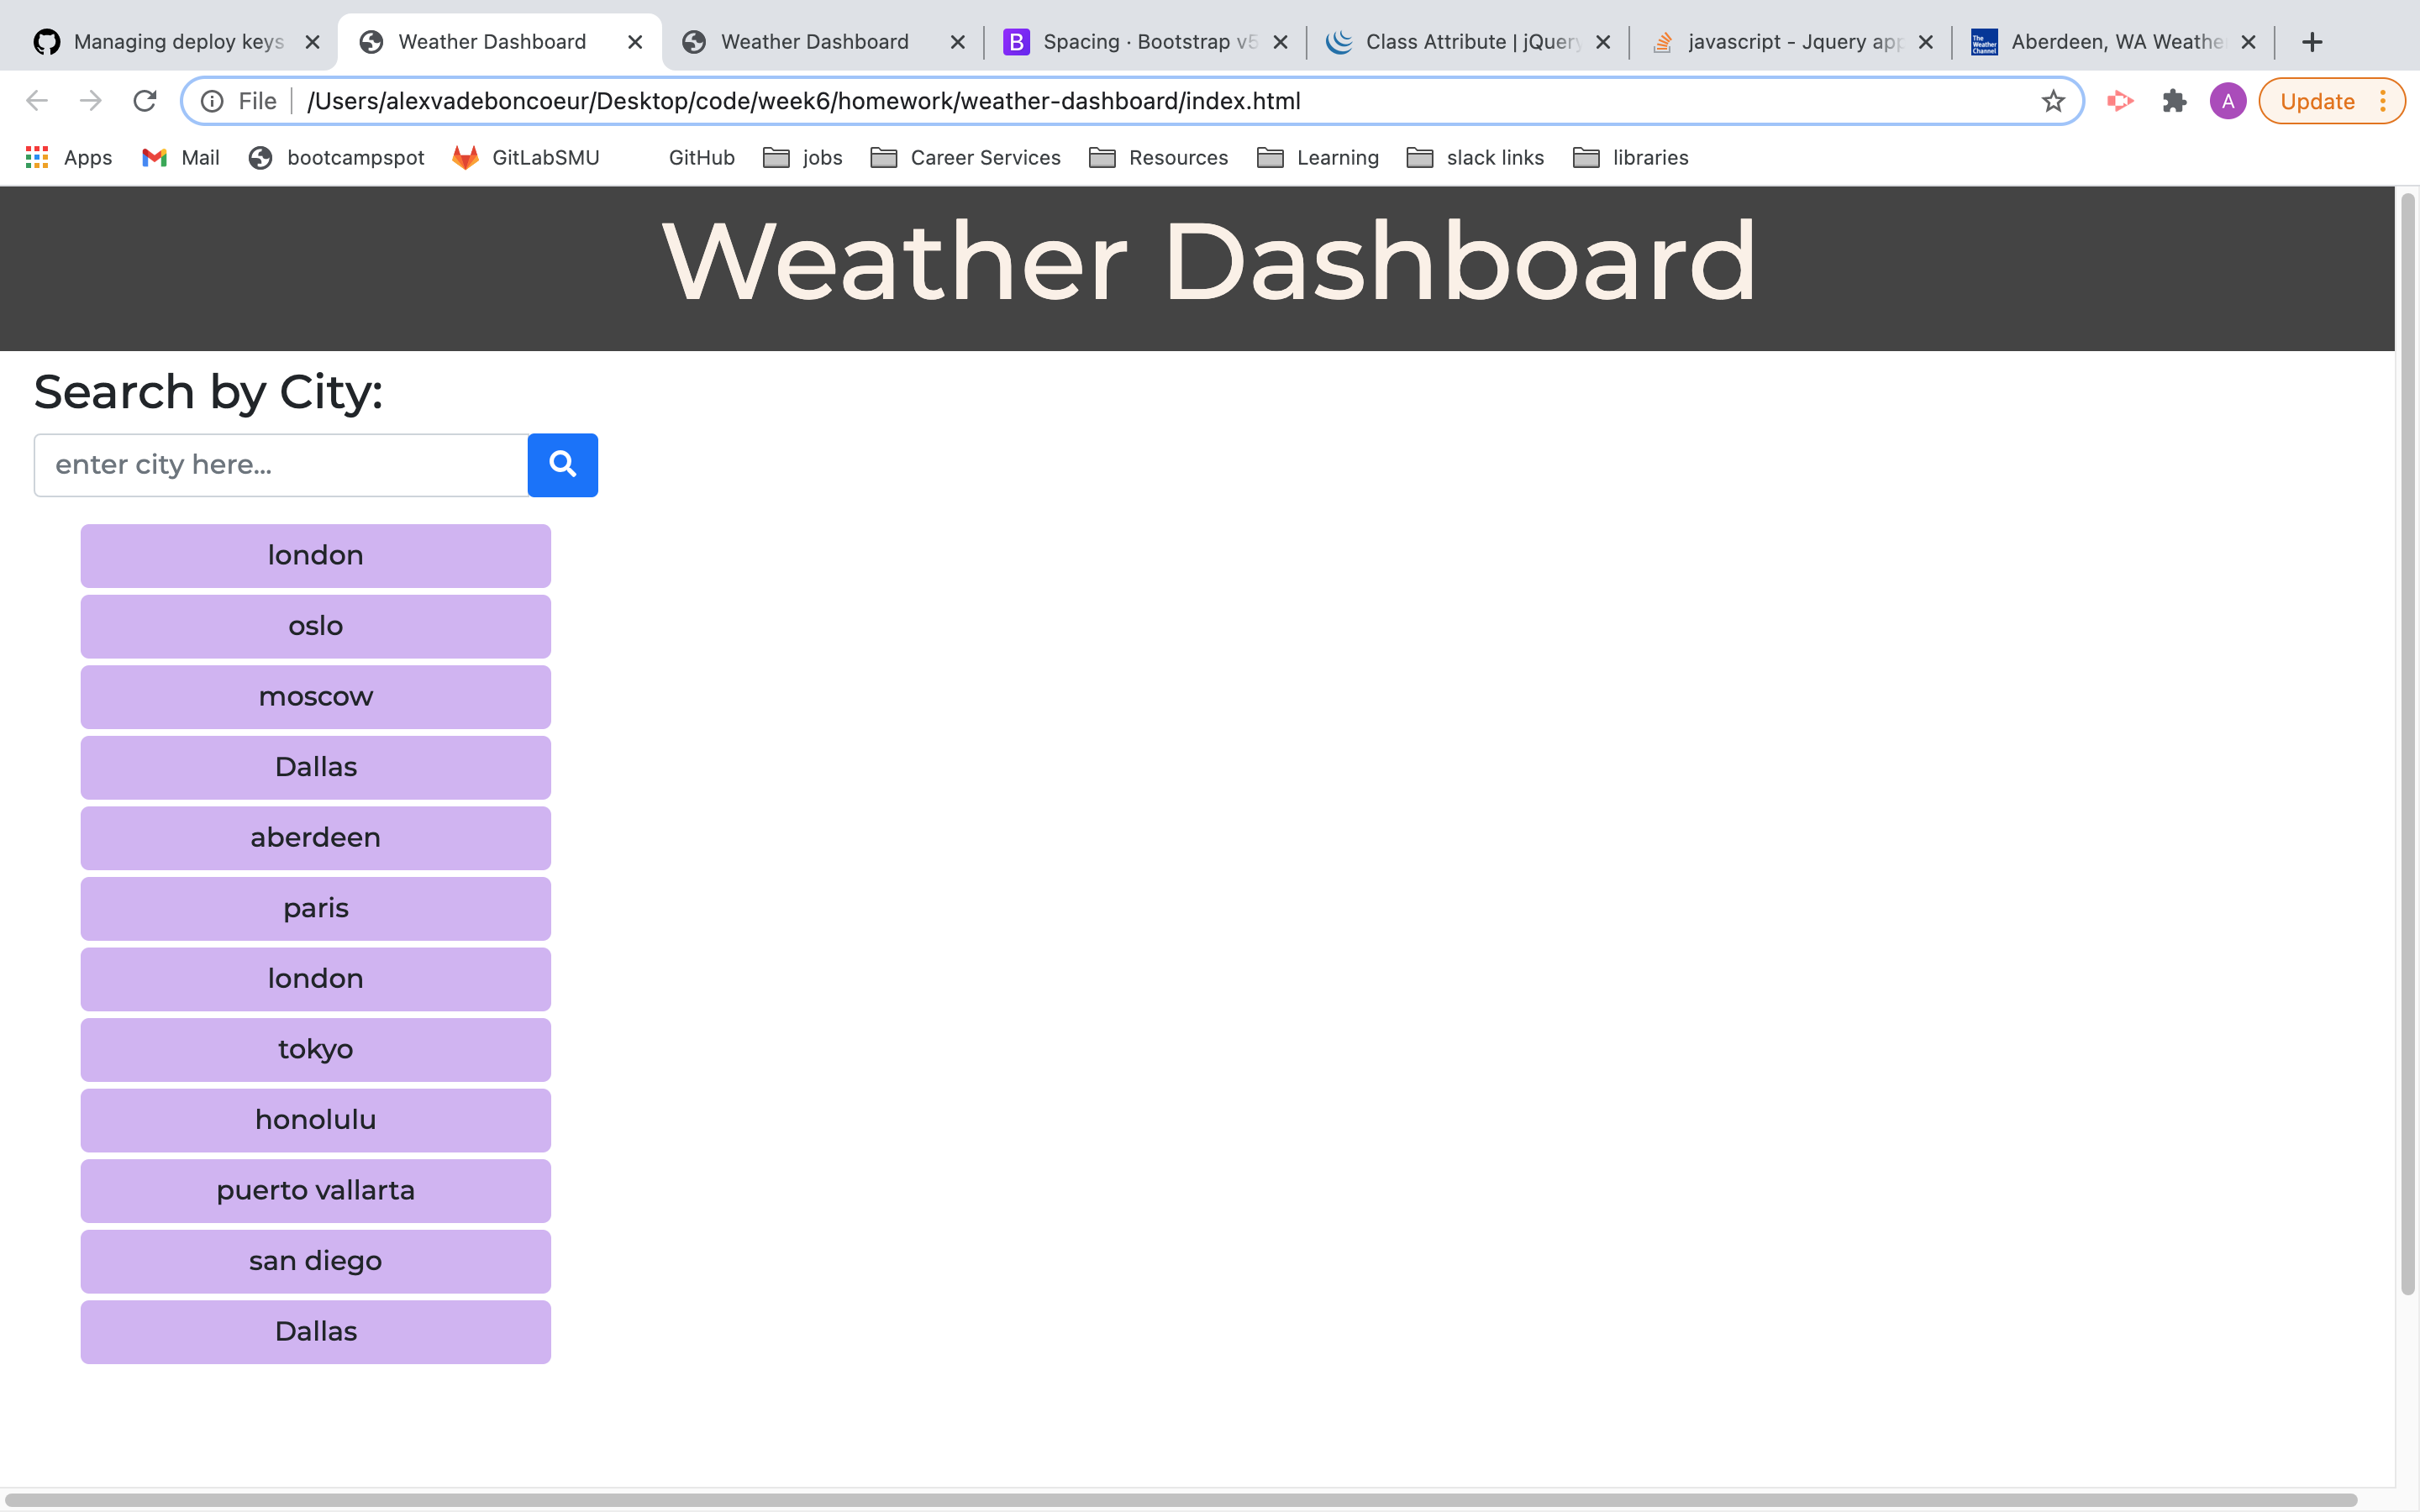 Managing deploy keys
Weather Dashboard
Weather Dashboard
Spacing · Bootstrap v5
Class Attribute | jQuery
javascript - Jquery app
Aberdeen, WA Weathe
The Weather Channel
File
/Users/alexvadeboncoeur/Desktop/code/week6/homework/weather-dashboard/index.html
A
Update
Apps
Mail
bootcampspot
GitLabSMU
GitHub
jobs
Career Services
Resources
Learning
slack links
libraries
Weather Dashboard
Search by City:
enter city here...
london
oslo
moscow
Dallas
aberdeen
paris
london
tokyo
honolulu
puerto vallarta
san diego
Dallas